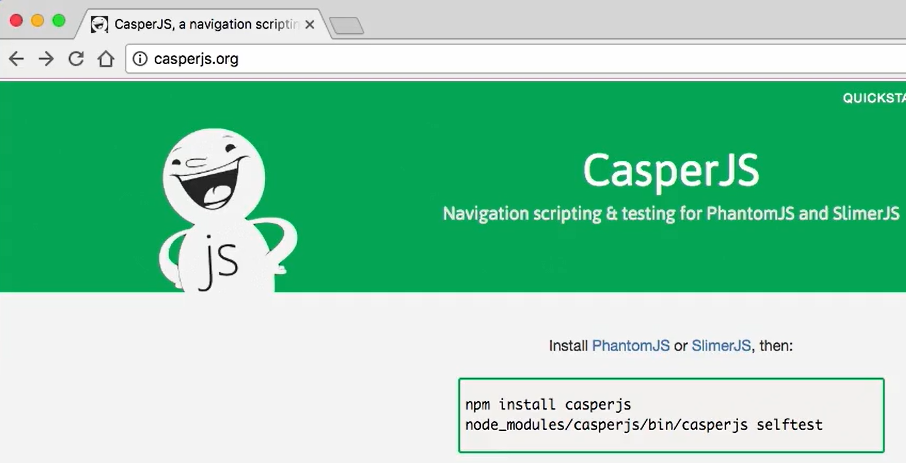 CasperJS, a navigation scriptin
casperjs.org
QUICKSTA
CasperJS
Navigation scripting & testing for PhantomJS and SlimerJS
js
Install PhantomJS or SlimerJS, then:
npm install casperjs
node_modules/casperjs/bin/casperjs selftest